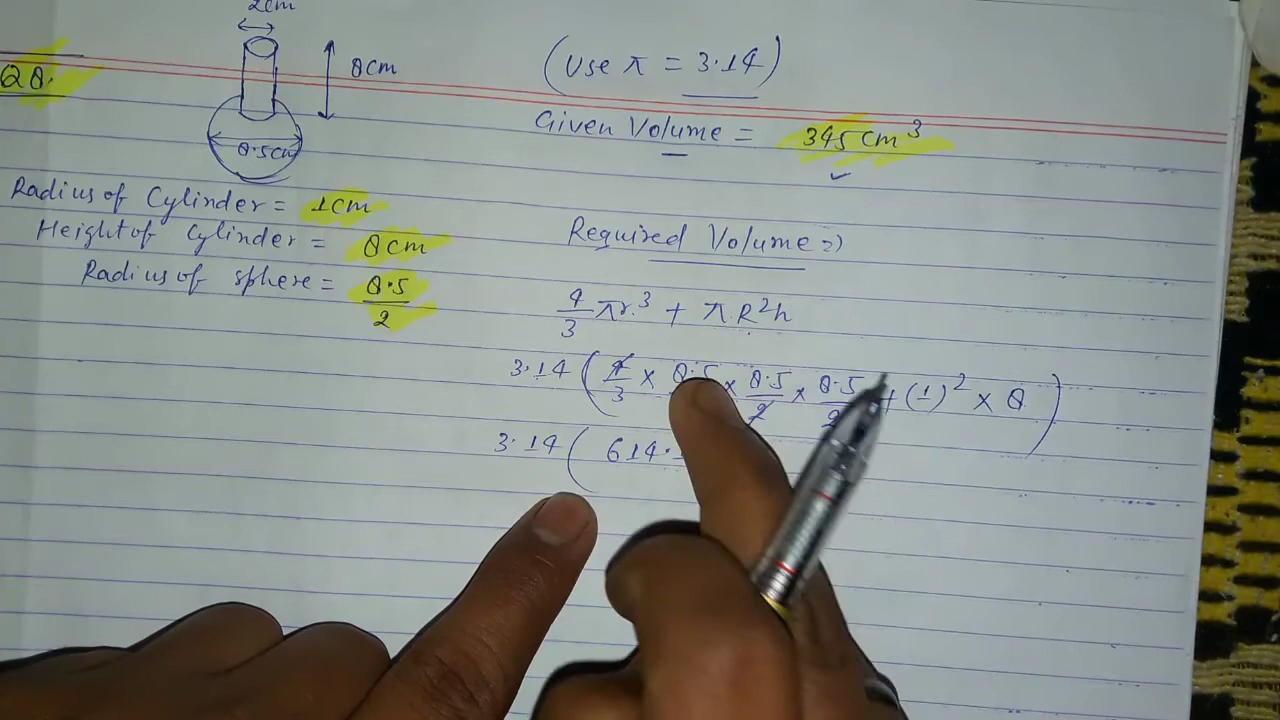 2cm
(Use π = 3.14)
Q8.
8cm
Given Volume = 345 cm³
8.5cm
Radius of Cylinder = 1cm
Height of Cylinder = 8cm
Required Volume ⇒
Radius of sphere = 8.5/2
4/3 πr³ + πR²h
3.14 ( 4/3 × 8.5 × 8.5/2 × 8.5/2 + (1)² × 8 )
3.14 ( 614.